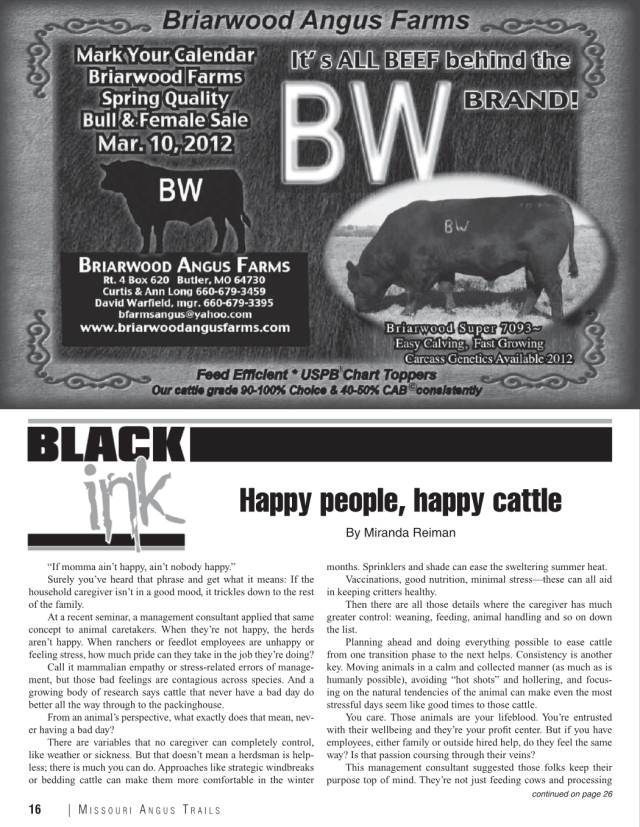 Briarwood Angus Farms
Mark Your Calendar
Briarwood Farms
Spring Quality
Bull & Female Sale
Mar. 10, 2012
It's ALL BEEF behind the
BW BRAND!
BW
BW
BRIARWOOD ANGUS FARMS
Rt. 4 Box 620 Butler, MO 64730
Curtis & Ann Long 660-679-3459
David Warfield, mgr. 660-679-3395
bfarmsangus@yahoo.com
www.briarwoodangusfarms.com
Briarwood Super 7093~
Easy Calving, Fast Growing
Carcass Genetics Available 2012
Feed Efficient * USPB Chart Toppers
Our cattle grade 90-100% Choice & 40-50% CAB©consistently
BLACK
ink
Happy people, happy cattle
By Miranda Reiman
"If momma ain't happy, ain't nobody happy."
Surely you've heard that phrase and get what it means: If the
household caregiver isn't in a good mood, it trickles down to the rest
of the family.
At a recent seminar, a management consultant applied that same
concept to animal caretakers. When they're not happy, the herds
aren't happy. When ranchers or feedlot employees are unhappy or
feeling stress, how much pride can they take in the job they're doing?
Call it mammalian empathy or stress-related errors of manage-
ment, but those bad feelings are contagious across species. And a
growing body of research says cattle that never have a bad day do
better all the way through to the packinghouse.
From an animal's perspective, what exactly does that mean, nev-
er having a bad day?
There are variables that no caregiver can completely control,
like weather or sickness. But that doesn't mean a herdsman is help-
less; there is much you can do. Approaches like strategic windbreaks
or bedding cattle can make them more comfortable in the winter
months. Sprinklers and shade can ease the sweltering summer heat.
Vaccinations, good nutrition, minimal stress—these can all aid
in keeping critters healthy.
Then there are all those details where the caregiver has much
greater control: weaning, feeding, animal handling and so on down
the list.
Planning ahead and doing everything possible to ease cattle
from one transition phase to the next helps. Consistency is another
key. Moving animals in a calm and collected manner (as much as is
humanly possible), avoiding "hot shots" and hollering, and focus-
ing on the natural tendencies of the animal can make even the most
stressful days seem like good times to those cattle.
You care. Those animals are your lifeblood. You're entrusted
with their wellbeing and they're your profit center. But if you have
employees, either family or outside hired help, do they feel the same
way? Is that passion coursing through their veins?
This management consultant suggested those folks keep their
purpose top of mind. They're not just feeding cows and processing
continued on page 26
16 | MISSOURI ANGUS TRAILS